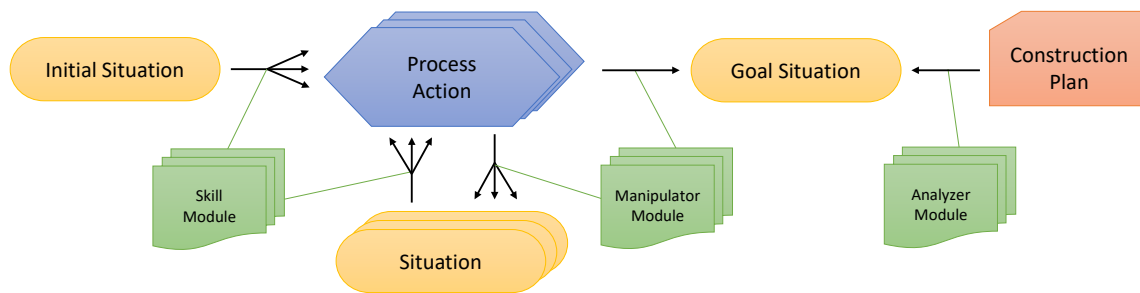 Initial Situation
Process
Action
Goal Situation
Construction
Plan
Skill
Module
Manipulator
Module
Analyzer
Module
Situation